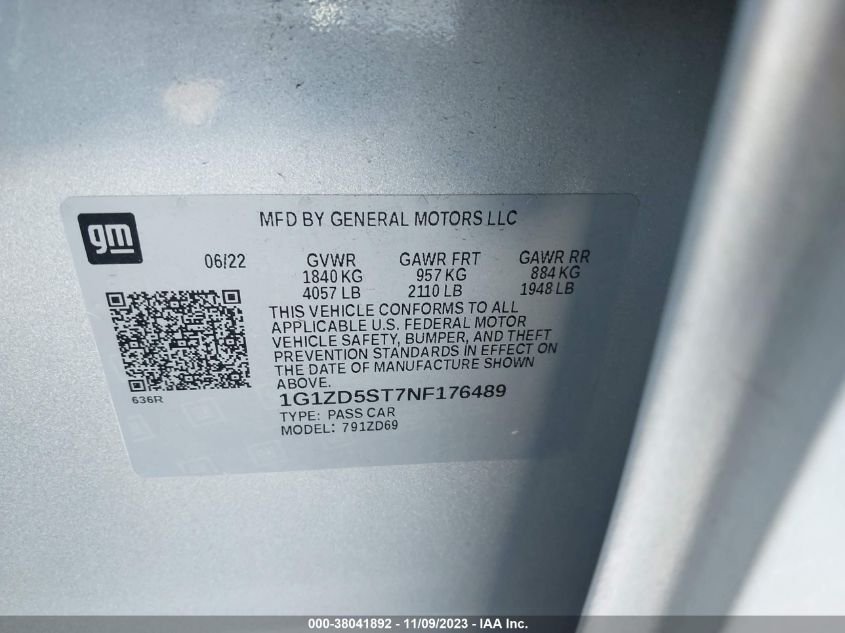 gm
MFD BY GENERAL MOTORS LLC
06/22 GVWR GAWR FRT GAWR RR
1840 KG 957 KG 884 KG
4057 LB 2110 LB 1948 LB
THIS VEHICLE CONFORMS TO ALL
APPLICABLE U.S. FEDERAL MOTOR
VEHICLE SAFETY, BUMPER, AND THEFT
PREVENTION STANDARDS IN EFFECT ON
THE DATE OF MANUFACTURE SHOWN
ABOVE.
636R
1G1ZD5ST7NF176489
TYPE: PASS CAR
MODEL: 791ZD69
000-38041892 - 11/09/2023 - IAA Inc.